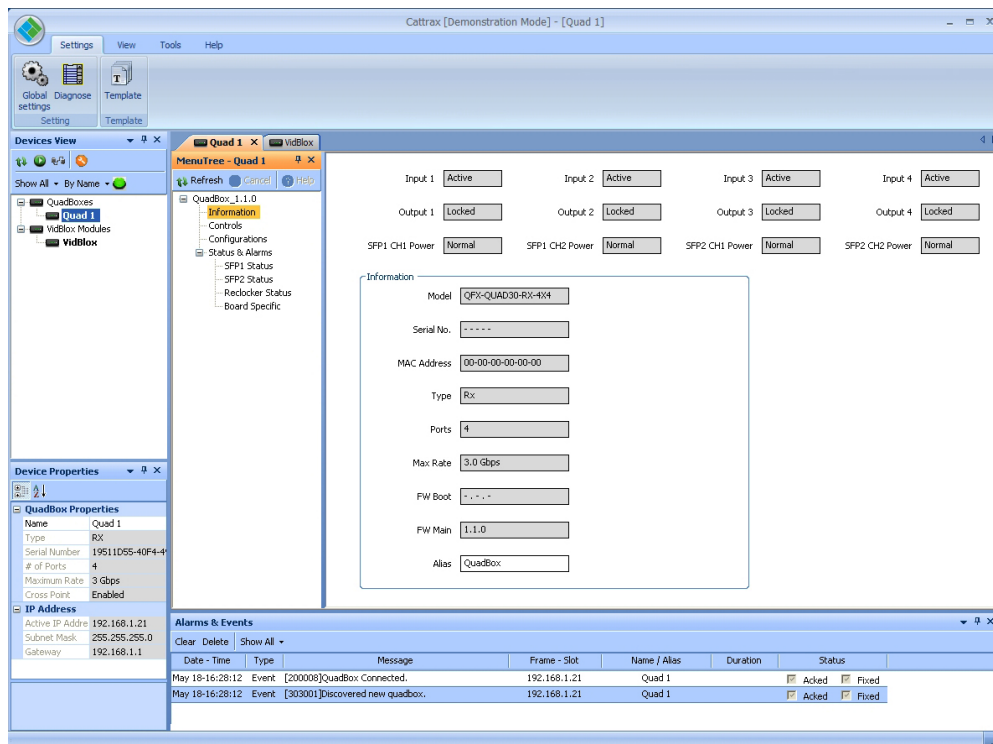 Cattrax [Demonstration Mode] - [Quad 1]
Settings View Tools Help
Global settings
Diagnose
Template
Setting
Template
Devices View
Show All By Name
QuadBoxes
Quad 1
VidBlox Modules
VidBlox
Quad 1
VidBlox
MenuTree - Quad 1
Refresh Cancel Help
QuadBox_1.1.0
Information
Controls
Configurations
Status & Alarms
SFP1 Status
SFP2 Status
Reclocker Status
Board Specific
Input 1 Active Input 2 Active Input 3 Active Input 4 Active
Output 1 Locked Output 2 Locked Output 3 Locked Output 4 Locked
SFP1 CH1 Power Normal SFP1 CH2 Power Normal SFP2 CH1 Power Normal SFP2 CH2 Power Normal
Information
Model QFX-QUAD30-RX-4X4
Serial No. - - - - -
MAC Address 00-00-00-00-00-00
Type Rx
Ports 4
Max Rate 3.0 Gbps
FW Boot -.-.-
FW Main 1.1.0
Alias QuadBox
Device Properties
QuadBox Properties
Name Quad 1
Type RX
Serial Number 19511D55-40F4-4
# of Ports 4
Maximum Rate 3 Gbps
Cross Point Enabled
IP Address
Active IP Addre 192.168.1.21
Subnet Mask 255.255.255.0
Gateway 192.168.1.1
Alarms & Events
Clear Delete Show All
Date - Time Type Message Frame - Slot Name / Alias Duration Status
May 18-16:28:12 Event [200008]QuadBox Connected. 192.168.1.21 Quad 1 Acked Fixed
May 18-16:28:12 Event [303001]Discovered new quadbox. 192.168.1.21 Quad 1 Acked Fixed